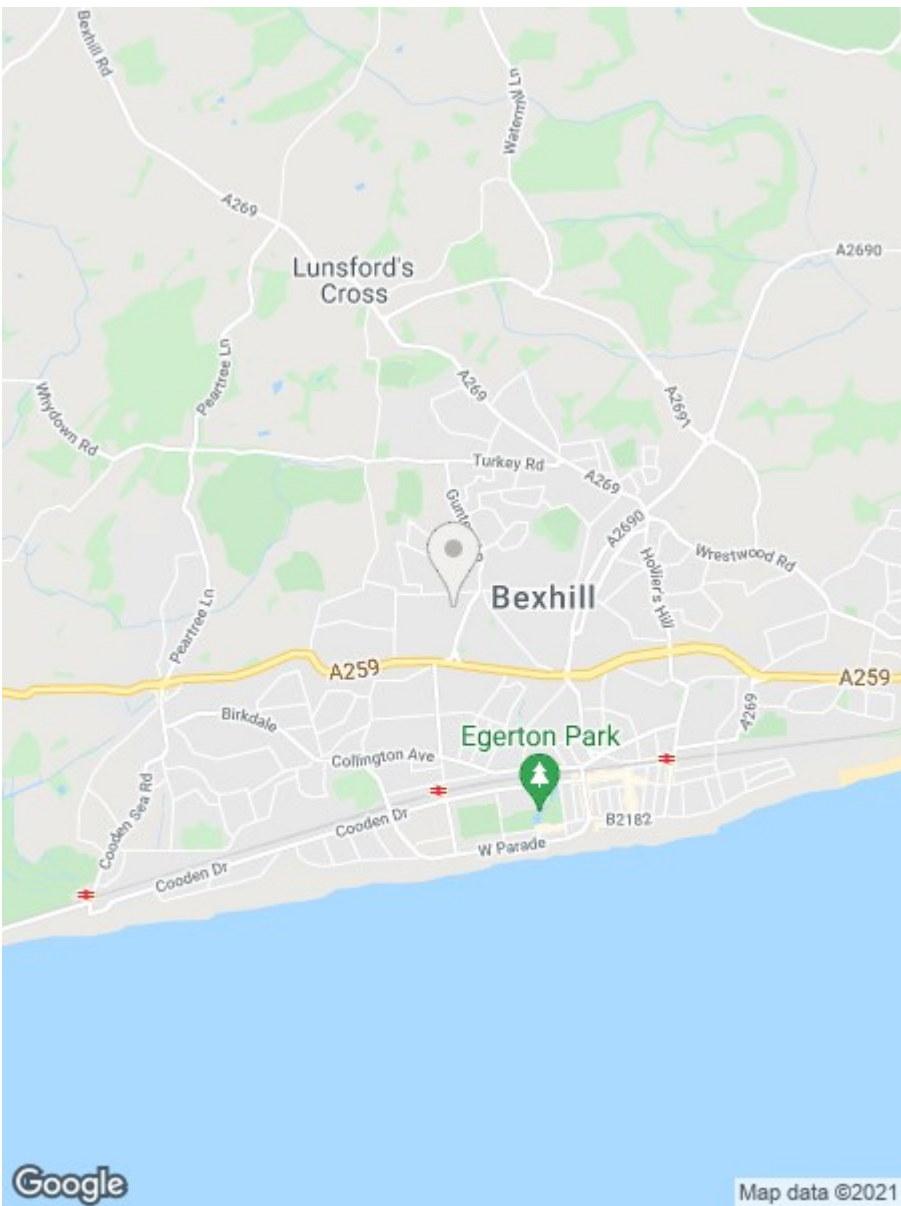 Bexhill Rd
Watermill Ln
A269
A2690
Lunsford's
Cross
Peartree Ln
A269
A2691
Whydown Rd
Turkey Rd
A269
A2690
Wrestwood Rd
Hollier's Hill
Bexhill
Peartree Ln
A259
A259
Birkdale
A269
Egerton Park
Collington Ave
Cooden Sea Rd
Cooden Dr
B2182
W Parade
Cooden Dr
Google
Map data ©2021